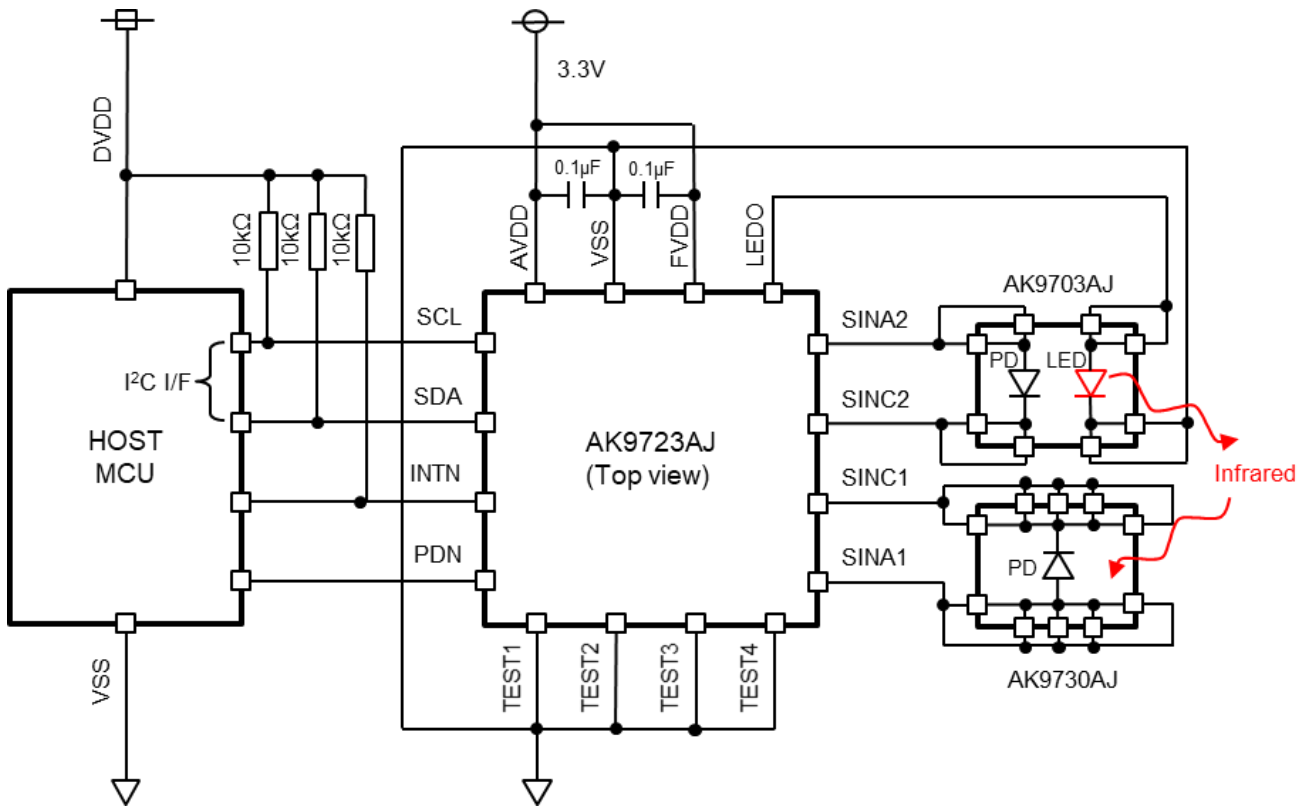 3.3V
DVDD
0.1µF
0.1µF
10kΩ
10kΩ
10kΩ
AVDD
VSS
FVDD
LEDO
AK9703AJ
SCL
SINA2
PD
LED
I²C I/F
SDA
SINC2
HOST
MCU
AK9723AJ
(Top view)
Infrared
INTN
SINC1
PDN
SINA1
PD
VSS
TEST1
TEST2
TEST3
TEST4
AK9730AJ